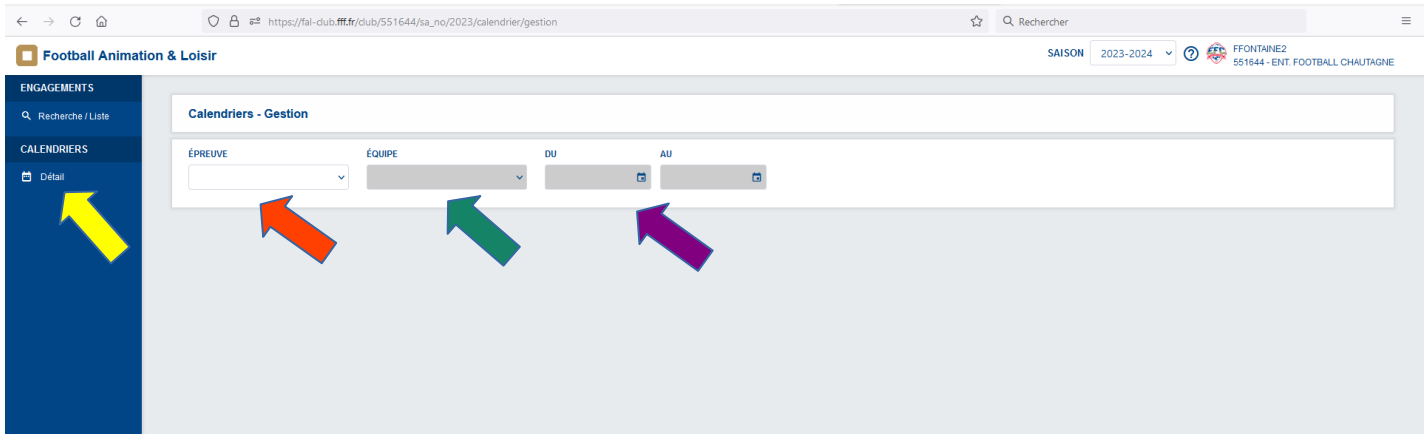 https://fal-club.fff.fr/club/551644/sa_no/2023/calendrier/gestion
Rechercher
Football Animation & Loisir
SAISON 2023-2024
FFONTAINE2
551644 - ENT. FOOTBALL CHAUTAGNE
ENGAGEMENTS
Recherche / Liste
CALENDRIERS
Détail
Calendriers - Gestion
ÉPREUVE ÉQUIPE DU AU